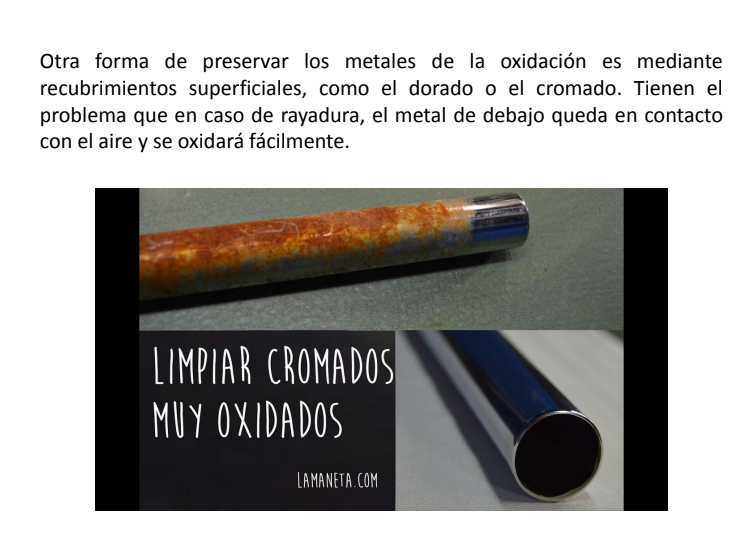 Otra forma de preservar los metales de la oxidación es mediante
recubrimientos superficiales, como el dorado o el cromado. Tienen el
problema que en caso de rayadura, el metal de debajo queda en contacto
con el aire y se oxidará fácilmente.
LIMPIAR CROMADOS
MUY OXIDADOS
LAMANETA.COM